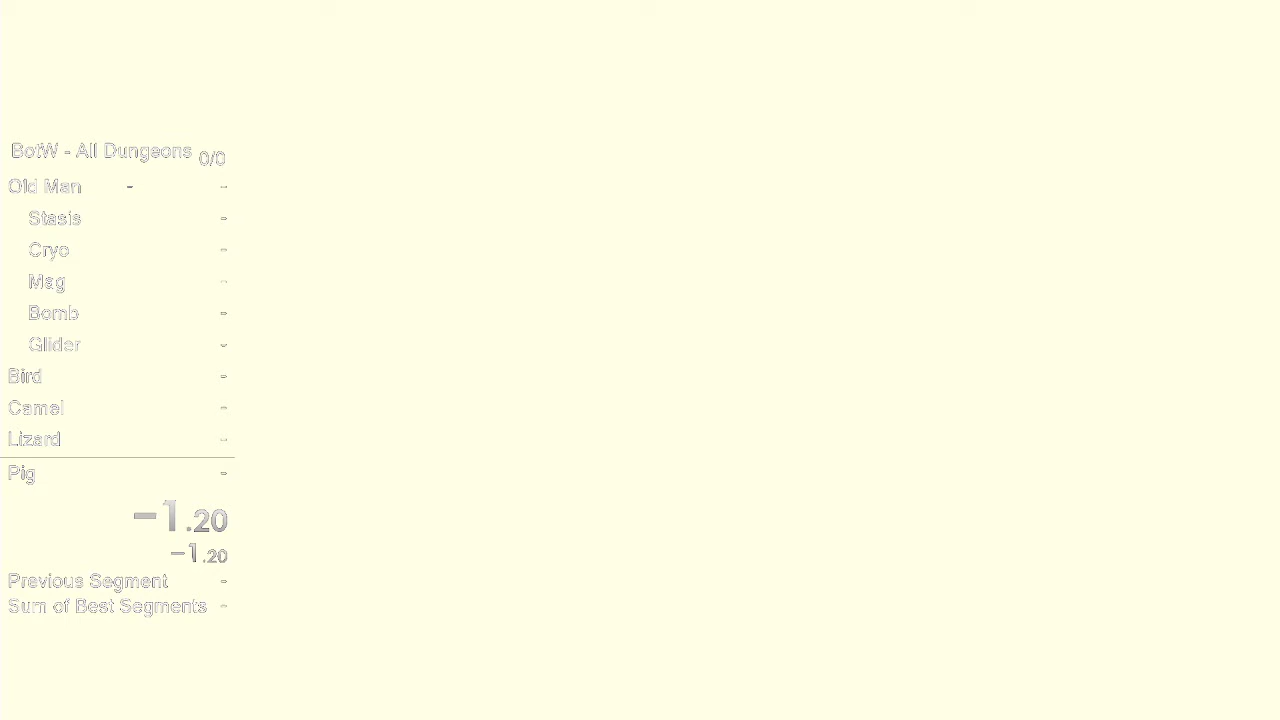 BotW - All Dungeons 0/0
Old Man - -
Stasis -
Cryo -
Mag -
Bomb -
Glider -
Bird -
Camel -
Lizard -
Pig -
-1.20
-1.20
Previous Segment -
Sum of Best Segments -